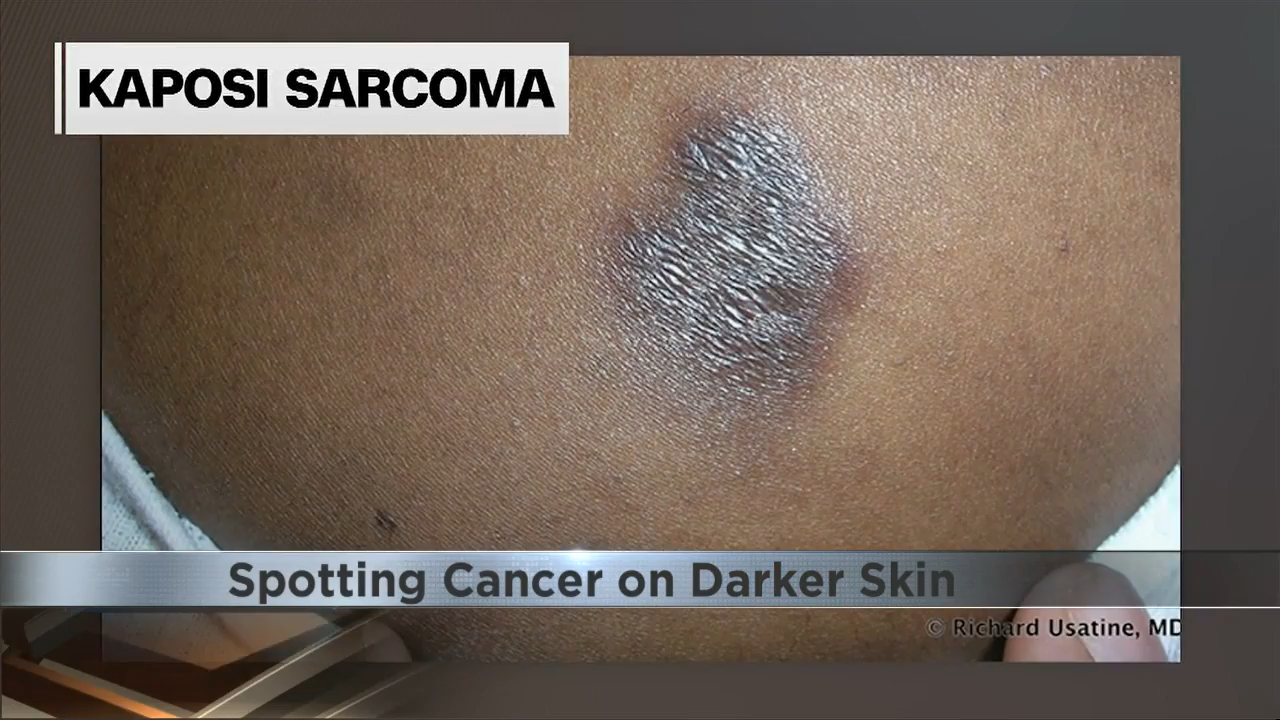 KAPOSI SARCOMA
Spotting Cancer on Darker Skin
© Richard Usatine, MD